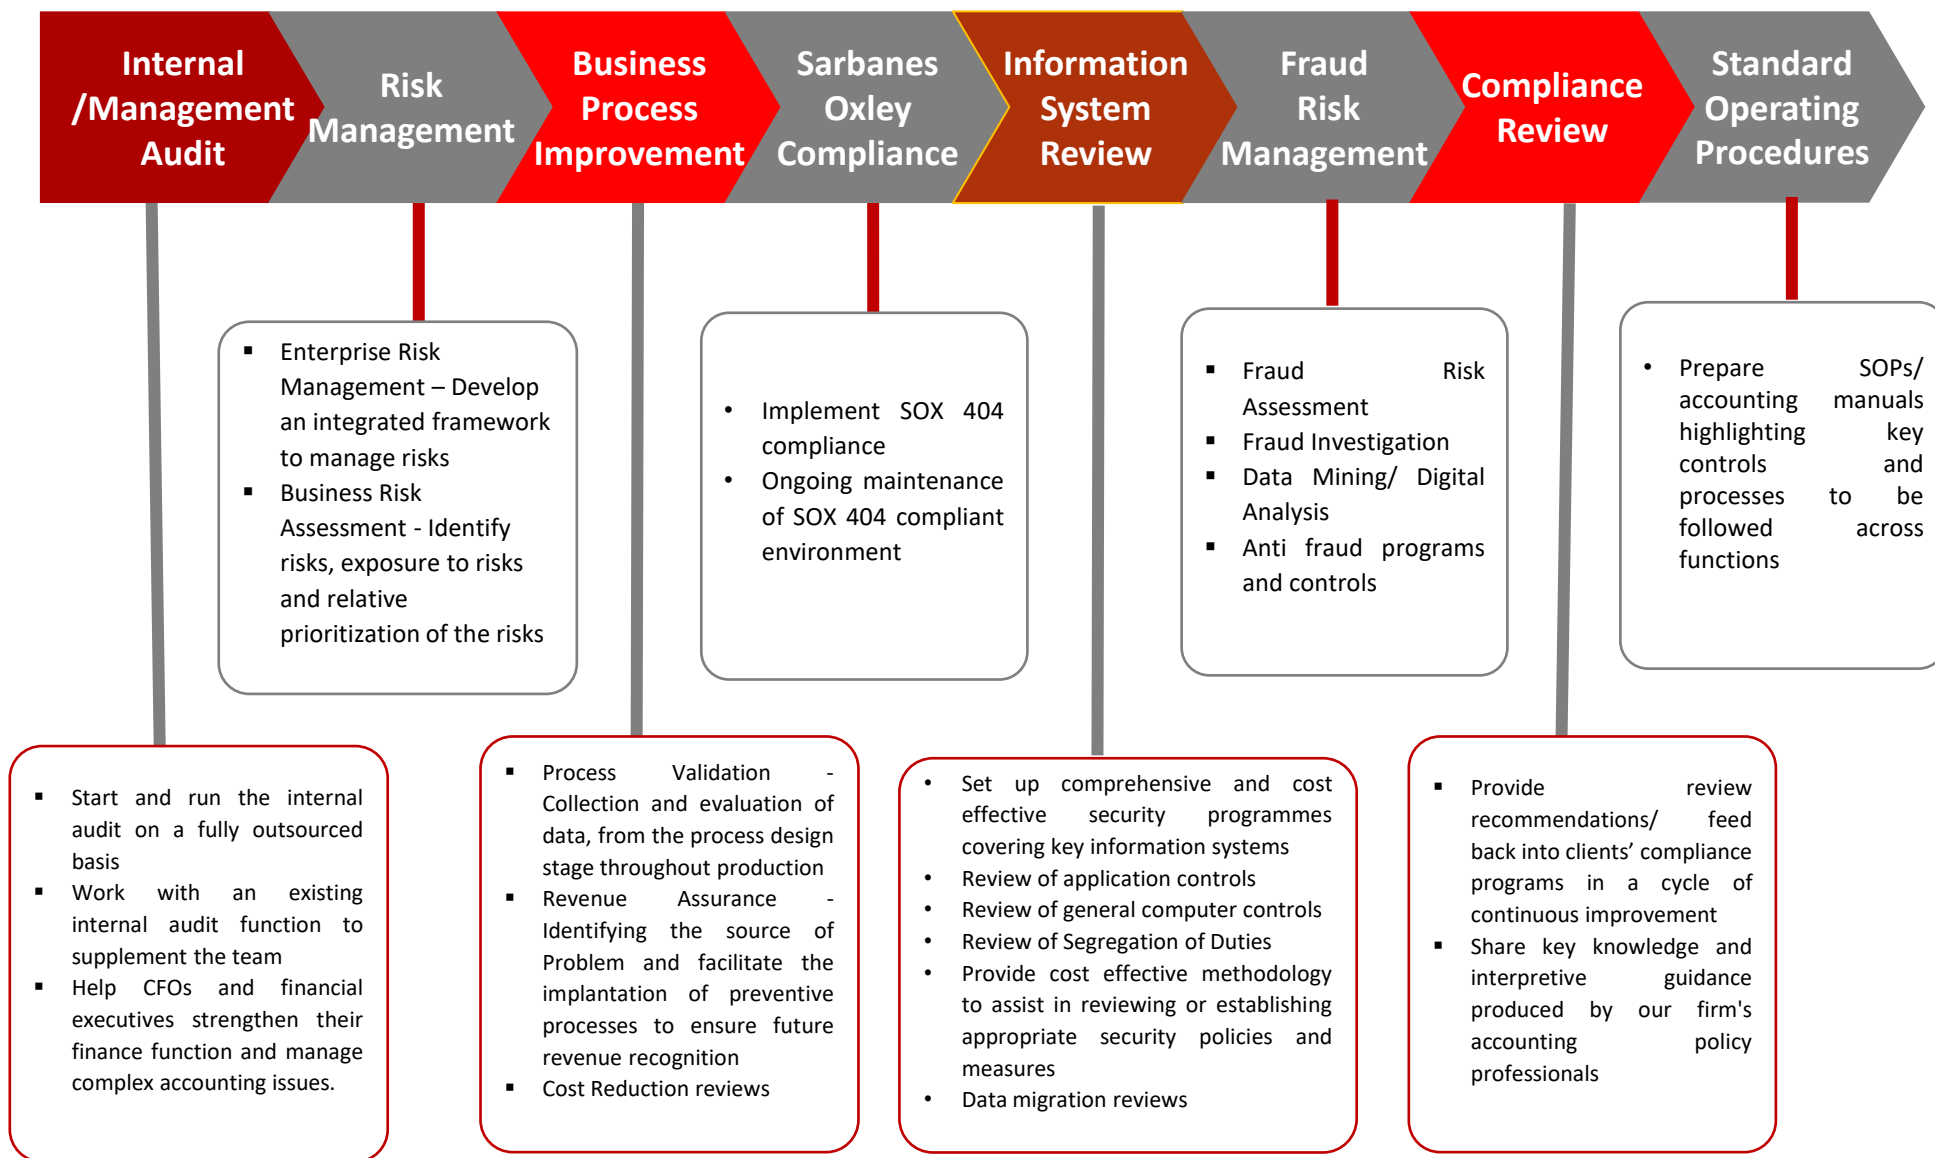 Internal
/Management
Audit
Risk
Management
Business
Process
Improvement
Sarbanes
Oxley
Compliance
Information
System
Review
Fraud
Risk
Management
Compliance
Review
Standard
Operating
Procedures
▪ Enterprise Risk
Management – Develop
an integrated framework
to manage risks
▪ Business Risk
Assessment - Identify
risks, exposure to risks
and relative
prioritization of the risks
• Implement SOX 404
compliance
• Ongoing maintenance
of SOX 404 compliant
environment
▪ Fraud Risk
Assessment
▪ Fraud Investigation
▪ Data Mining/ Digital
Analysis
▪ Anti fraud programs
and controls
• Prepare SOPs/
accounting manuals
highlighting key
controls and
processes to be
followed across
functions
▪ Start and run the internal
audit on a fully outsourced
basis
▪ Work with an existing
internal audit function to
supplement the team
▪ Help CFOs and financial
executives strengthen their
finance function and manage
complex accounting issues.
▪ Process Validation -
Collection and evaluation of
data, from the process design
stage throughout production
▪ Revenue Assurance -
Identifying the source of
Problem and facilitate the
implantation of preventive
processes to ensure future
revenue recognition
▪ Cost Reduction reviews
• Set up comprehensive and cost
effective security programmes
covering key information systems
• Review of application controls
• Review of general computer controls
• Review of Segregation of Duties
• Provide cost effective methodology
to assist in reviewing or establishing
appropriate security policies and
measures
• Data migration reviews
▪ Provide review
recommendations/ feed
back into clients’ compliance
programs in a cycle of
continuous improvement
▪ Share key knowledge and
interpretive guidance
produced by our firm's
accounting policy
professionals